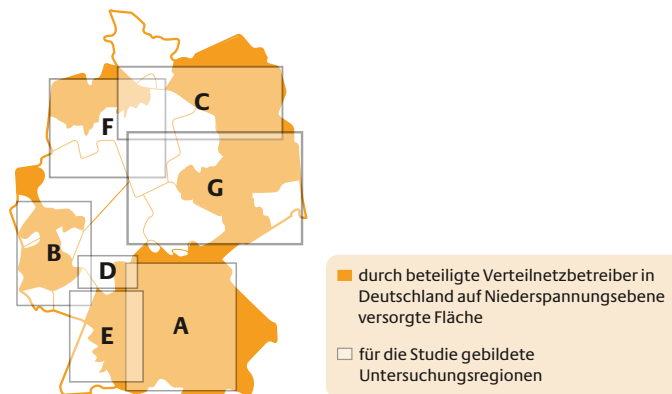 C
F
G
B
D
E
A
durch beteiligte Verteilnetzbetreiber in
Deutschland auf Niederspannungsebene
versorgte Fläche
für die Studie gebildete
Untersuchungsregionen